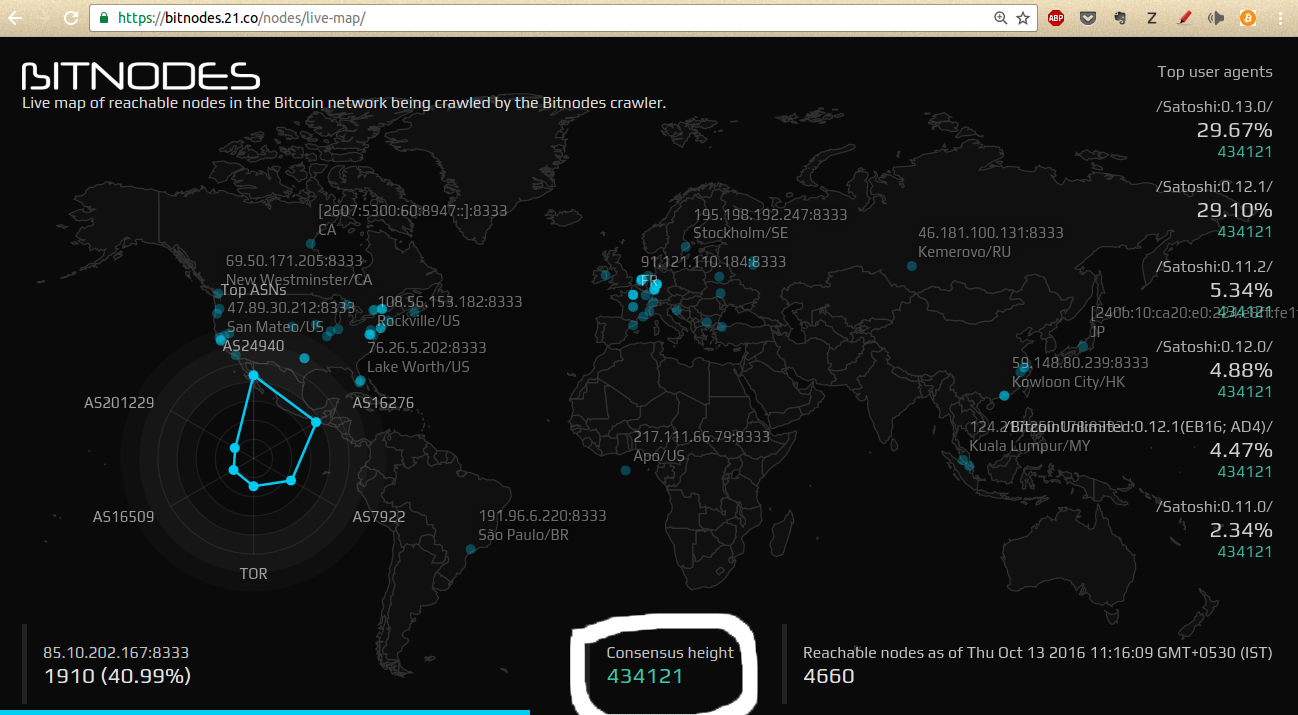 https://bitnodes.21.co/nodes/live-map/
ABP
Z
BITNODES
Live map of reachable nodes in the Bitcoin network being crawled by the Bitnodes crawler.
Top user agents
/Satoshi:0.13.0/
29.67%
434121
/Satoshi:0.12.1/
29.10%
434121
/Satoshi:0.11.2/
5.34%
434121
/Satoshi:0.12.0/
4.88%
434121
/BitcoinUnlimited:0.12.1(EB16; AD4)/
4.47%
434121
/Satoshi:0.11.0/
2.34%
434121
[2607:5300:60:8947::]:8333
CA
195.198.192.247:8333
Stockholm/SE
46.181.100.131:8333
Kemerovo/RU
69.50.171.205:8333
New Westminster/CA
91.121.110.184:8333
FR
Top ASNs
47.89.30.212:8333
San Mateo/US
108.56.153.182:8333
Rockville/US
JP
76.26.5.202:8333
Lake Worth/US
59.148.80.239:8333
Kowloon City/HK
217.111.66.79:8333
Apo/US
Kuala Lumpur/MY
191.96.6.220:8333
São Paulo/BR
AS24940
AS201229
AS16276
AS16509
AS7922
TOR
85.10.202.167:8333
1910 (40.99%)
Consensus height
434121
Reachable nodes as of Thu Oct 13 2016 11:16:09 GMT+0530 (IST)
4660